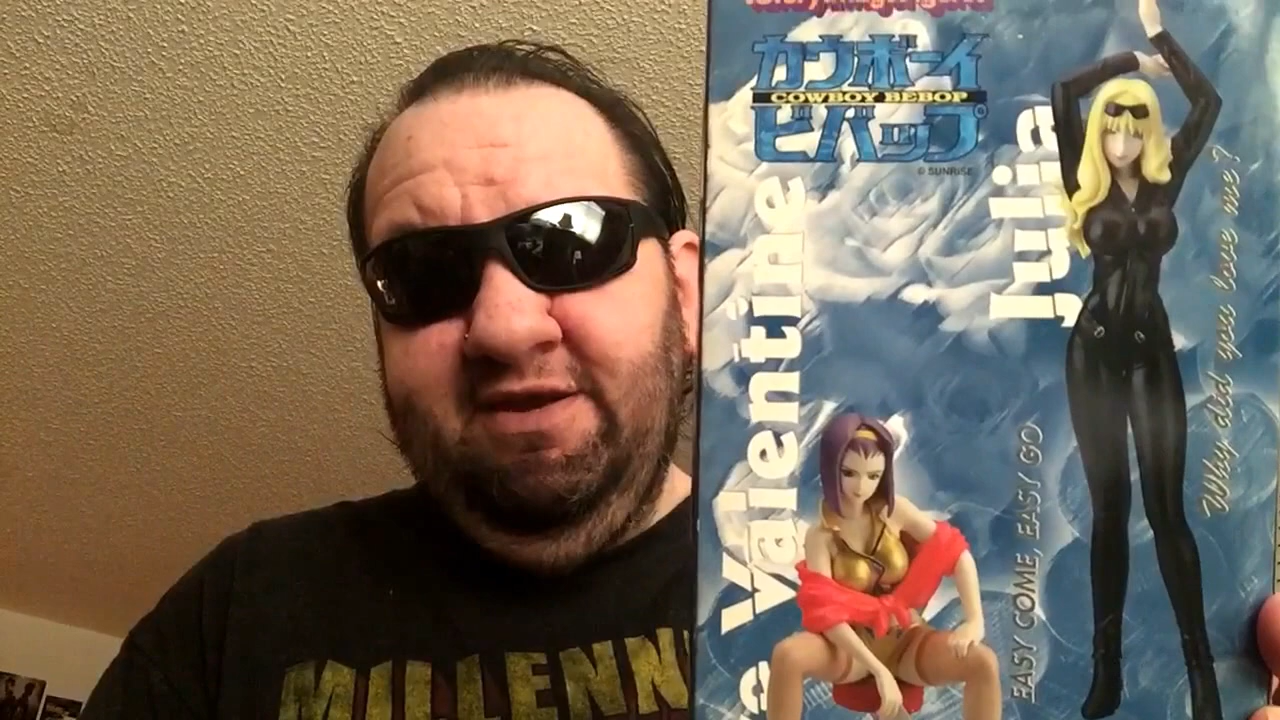 カウボーイ
COWBOY BEBOP
ビバップ
© SUNRISE
Valentine
Julia
Why did you love me?
EASY COME, EASY GO